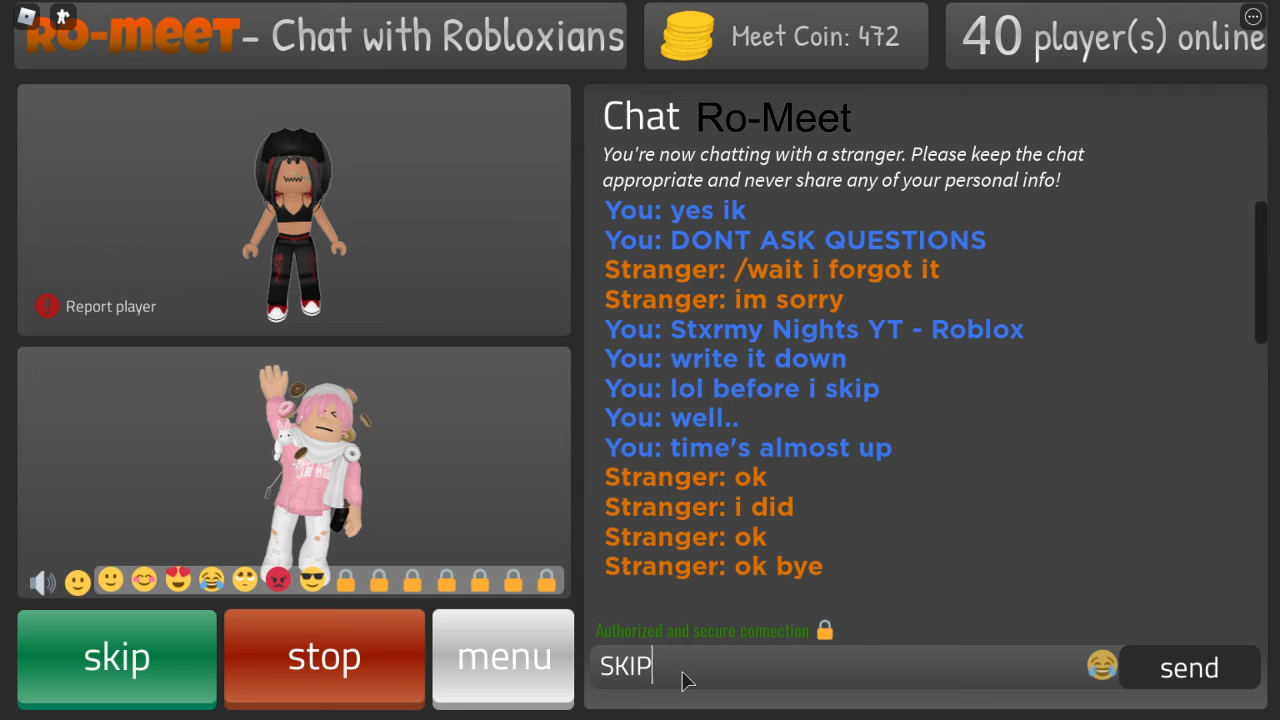 RO-MEET - Chat with Robloxians
Meet Coin: 472
40 player(s) online
Report player
skip
stop
menu
Chat Ro-Meet
You're now chatting with a stranger. Please keep the chat
appropriate and never share any of your personal info!
You: yes ik
You: DONT ASK QUESTIONS
Stranger: /wait i forgot it
Stranger: im sorry
You: Stxrmy Nights YT - Roblox
You: write it down
You: lol before i skip
You: well..
You: time's almost up
Stranger: ok
Stranger: i did
Stranger: ok
Stranger: ok bye
Authorized and secure connection
SKIP
send